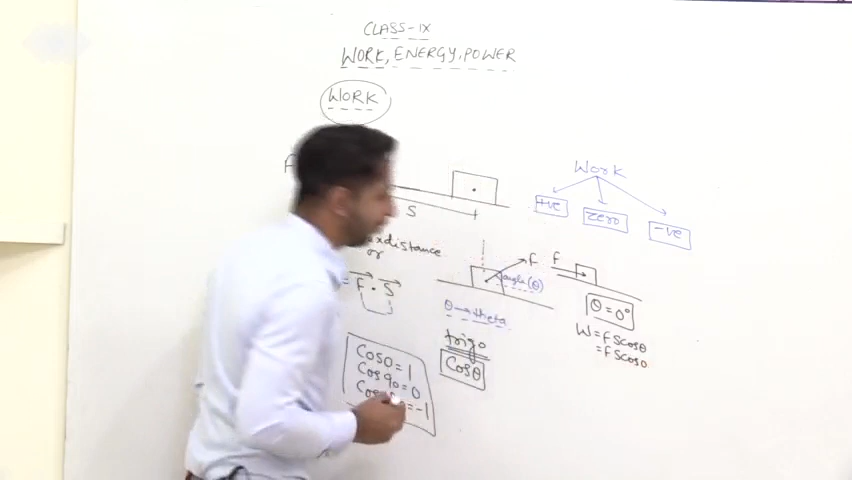 CLASS-IX
WORK, ENERGY, POWER
WORK
S
Work
+ve
zero
-ve
xdistance
or
= F . S
F
angle(θ)
θ → theta
trigo
Cosθ
F
θ = 0°
W = FScosθ
= FScos0
Cos0 = 1
Cos90 = 0
= -1